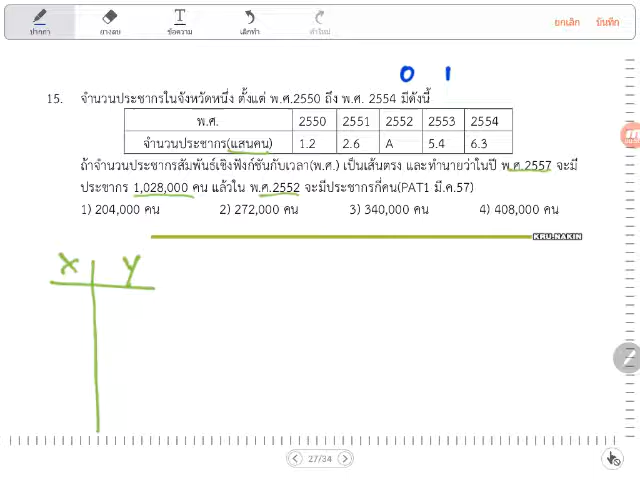 ปากกา ยางลบ ข้อความ เลิกทำ ทำใหม่ ยกเลิก บันทึก
0 1
15. จำนวนประชากรในจังหวัดหนึ่ง ตั้งแต่ พ.ศ.2550 ถึง พ.ศ. 2554 มีดังนี้
พ.ศ. 2550 2551 2552 2553 2554
จำนวนประชากร(แสนคน) 1.2 2.6 A 5.4 6.3
ถ้าจำนวนประชากรสัมพันธ์เชิงฟังก์ชันกับเวลา(พ.ศ.) เป็นเส้นตรง และทำนายว่าในปี พ.ศ.2557 จะมี
ประชากร 1,028,000 คน แล้วใน พ.ศ.2552 จะมีประชากรกี่คน(PAT1 มี.ค.57)
1) 204,000 คน 2) 272,000 คน 3) 340,000 คน 4) 408,000 คน
KRU.NAKIN
X Y
27/34